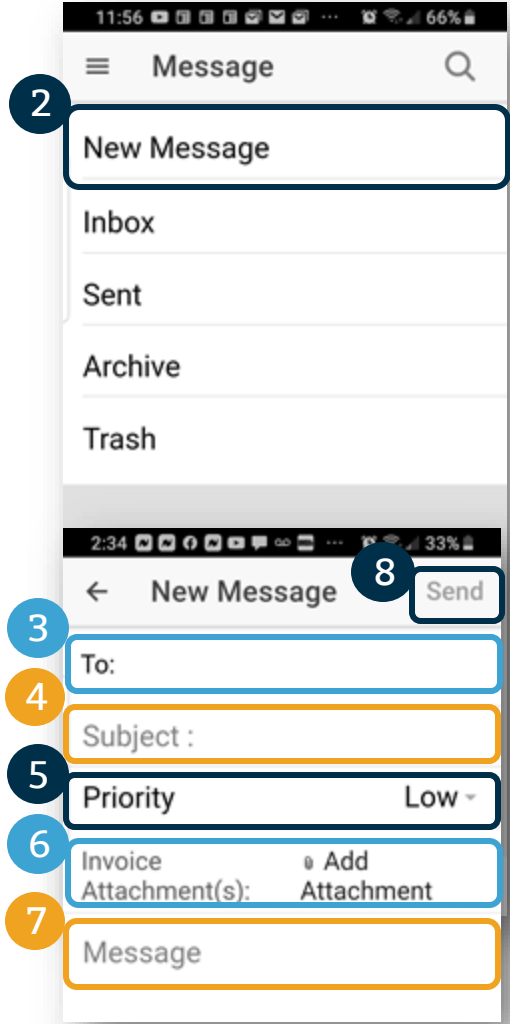 11:56 66%
Message
2
New Message
Inbox
Sent
Archive
Trash
2:34 33%
New Message
8
Send
3
To:
4
Subject :
5
Priority Low
6
Invoice Add
Attachment(s): Attachment
7
Message